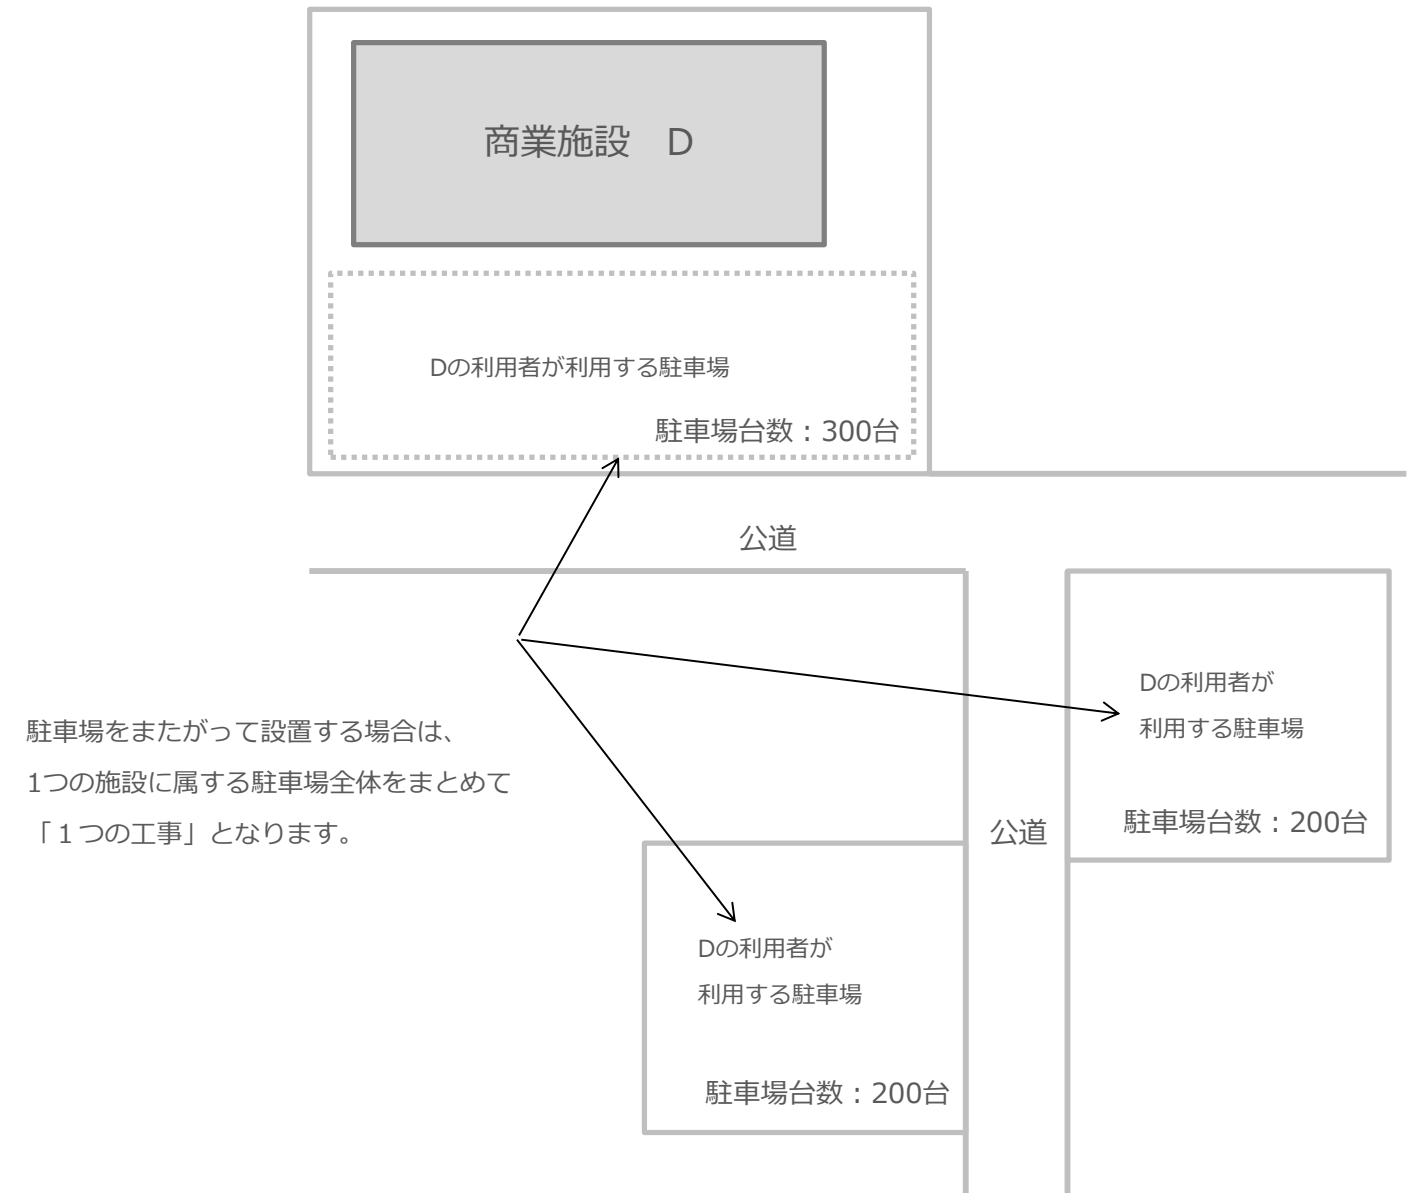 商業施設　D
Dの利用者が利用する駐車場
駐車場台数：300台
公道
Dの利用者が
利用する駐車場
駐車場台数：200台
駐車場をまたがって設置する場合は、
1つの施設に属する駐車場全体をまとめて
「１つの工事」となります。
公道
Dの利用者が
利用する駐車場
駐車場台数：200台